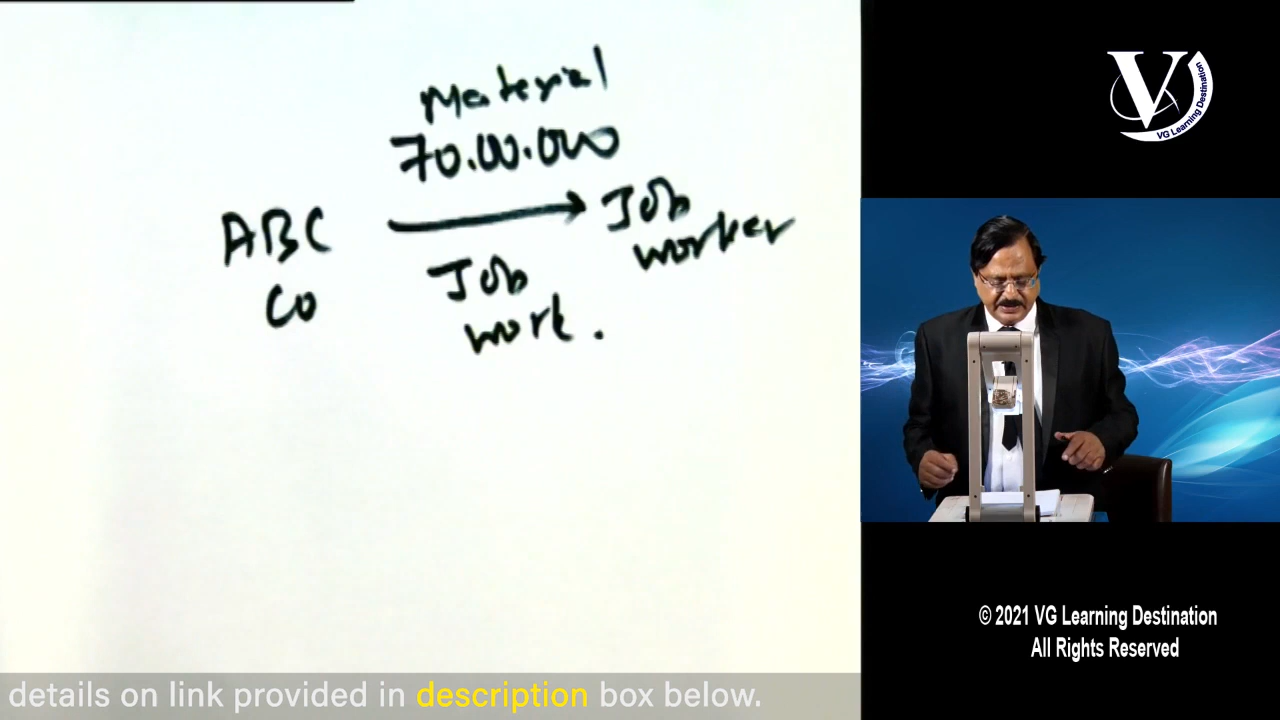 Material
70.00.000
ABC
Co
Job
worker
Job
work.
V
VG Learning Destination
© 2021 VG Learning Destination
All Rights Reserved
details on link provided in description box below.